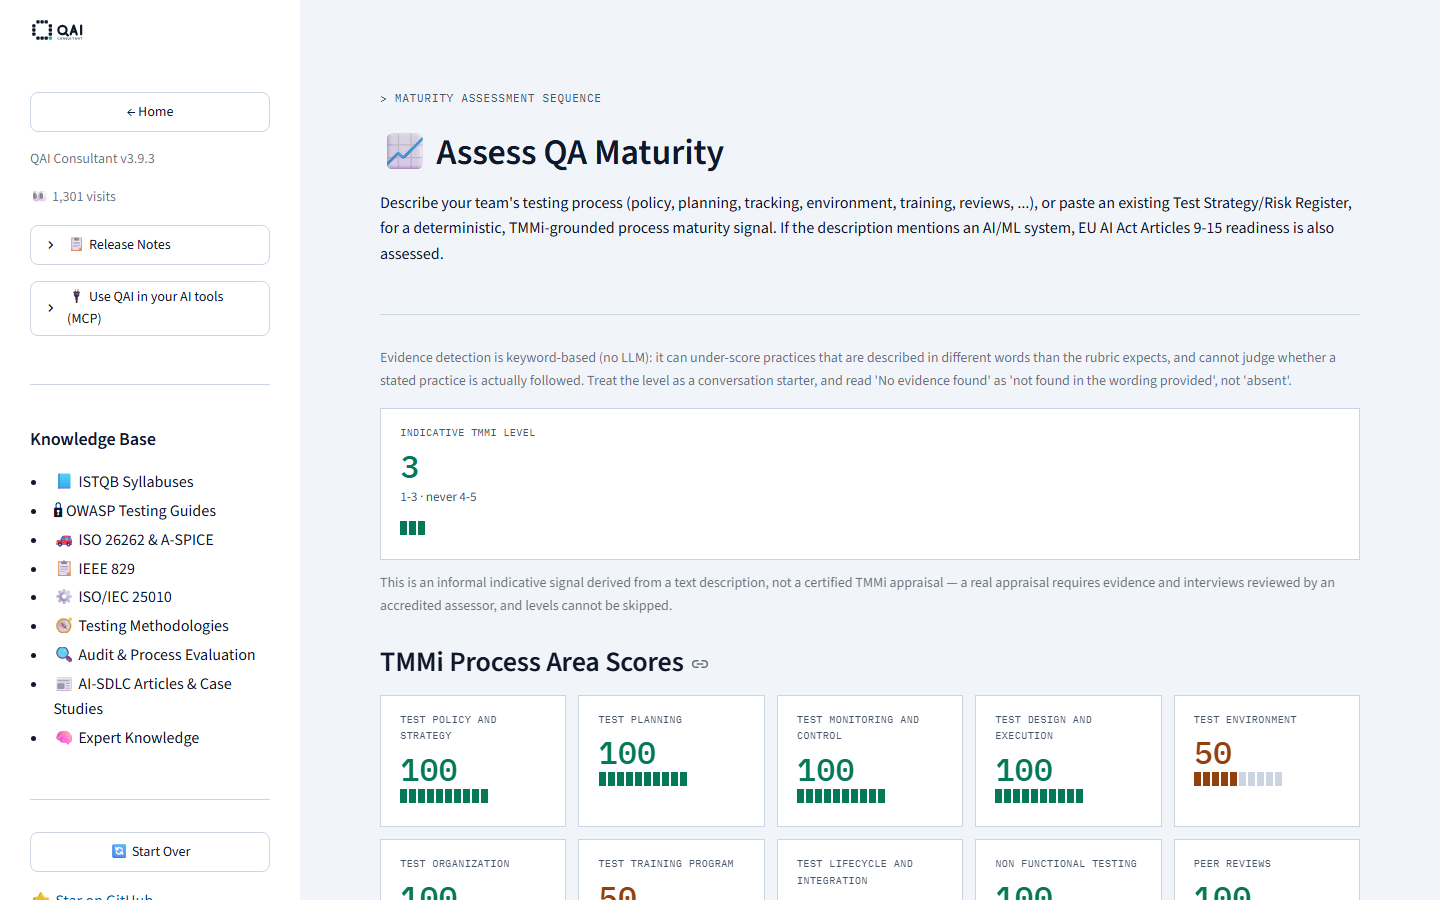 QAI
← Home
QAI Consultant v3.9.3
1,301 visits
Release Notes
Use QAI in your AI tools
(MCP)
Knowledge Base
ISTQB Syllabuses
OWASP Testing Guides
ISO 26262 & A-SPICE
IEEE 829
ISO/IEC 25010
Testing Methodologies
Audit & Process Evaluation
AI-SDLC Articles & Case
Studies
Expert Knowledge
Start Over
Star on GitHub
> MATURITY ASSESSMENT SEQUENCE
Assess QA Maturity
Describe your team's testing process (policy, planning, tracking, environment, training, reviews, ...), or paste an existing Test Strategy/Risk Register,
for a deterministic, TMMi-grounded process maturity signal. If the description mentions an AI/ML system, EU AI Act Articles 9-15 readiness is also
assessed.
Evidence detection is keyword-based (no LLM): it can under-score practices that are described in different words than the rubric expects, and cannot judge whether a
stated practice is actually followed. Treat the level as a conversation starter, and read 'No evidence found' as 'not found in the wording provided', not 'absent'.
INDICATIVE TMMI LEVEL
3
1-3 · never 4-5
This is an informal indicative signal derived from a text description, not a certified TMMi appraisal — a real appraisal requires evidence and interviews reviewed by an
accredited assessor, and levels cannot be skipped.
TMMi Process Area Scores
TEST POLICY AND
STRATEGY
100
TEST PLANNING
100
TEST MONITORING AND
CONTROL
100
TEST DESIGN AND
EXECUTION
100
TEST ENVIRONMENT
50
TEST ORGANIZATION
100
TEST TRAINING PROGRAM
50
TEST LIFECYCLE AND
INTEGRATION
NON FUNCTIONAL TESTING
100
PEER REVIEWS
100